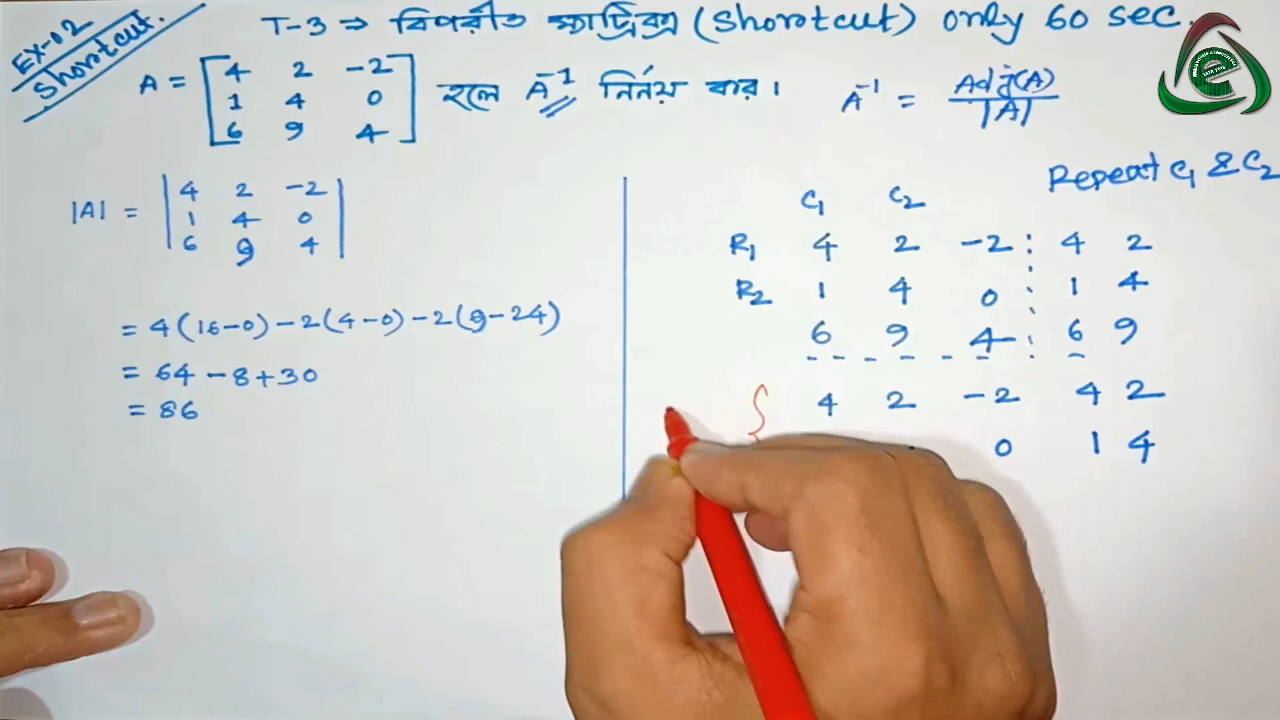 EX-02
Shortcut.
T-3 ⇒ বিপরীত ম্যাট্রিক্স (Shortcut) only 60 sec.
A = [4 2 -2
1 4 0
6 9 4] হলে A⁻¹ নির্নয় কর।
A⁻¹ = Adj(A)/|A|
|A| = |4 2 -2
1 4 0
6 9 4|
= 4(16-0) -2(4-0) -2(9-24)
= 64 -8+30
= 86
Repeat C₁ & C₂
C₁ C₂
R₁ 4 2 -2 : 4 2
R₂ 1 4 0 : 1 4
6 9 4 : 6 9
4 2 -2 4 2
0 1 4